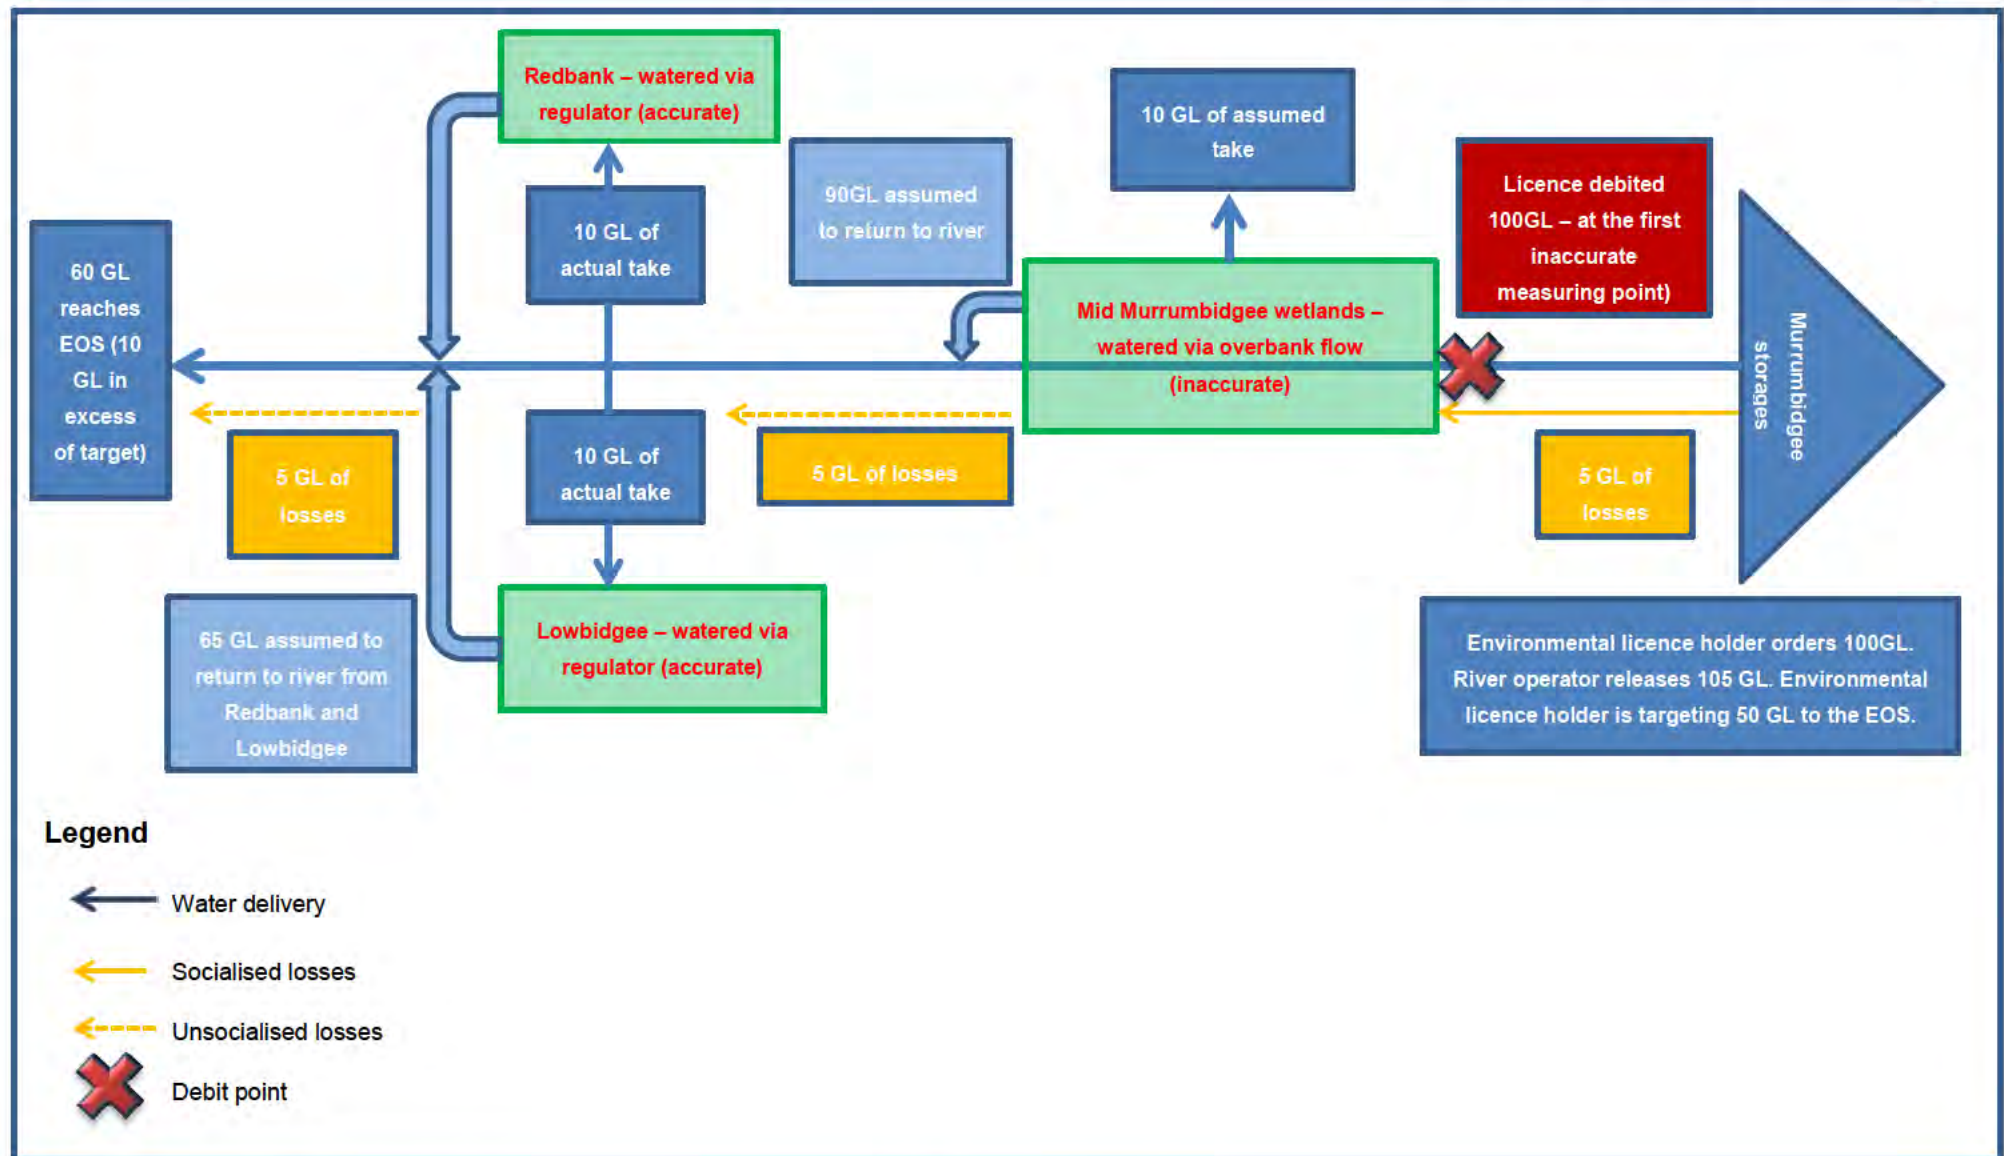 Redbank – watered via
regulator (accurate)
10 GL of assumed
take
90GL assumed
to return to river
Licence debited
100GL – at the first
inaccurate
measuring point)
10 GL of
actual take
60 GL
reaches
EOS (10
GL in
excess
of target)
Mid Murrumbidgee wetlands –
watered via overbank flow
(inaccurate)
Murrumbidgee
storages
10 GL of
actual take
5 GL of
losses
5 GL of losses
5 GL of
losses
65 GL assumed to
return to river from
Redbank and
Lowbidgee
Lowbidgee – watered via
regulator (accurate)
Environmental licence holder orders 100GL.
River operator releases 105 GL. Environmental
licence holder is targeting 50 GL to the EOS.
Legend
Water delivery
Socialised losses
Unsocialised losses
Debit point